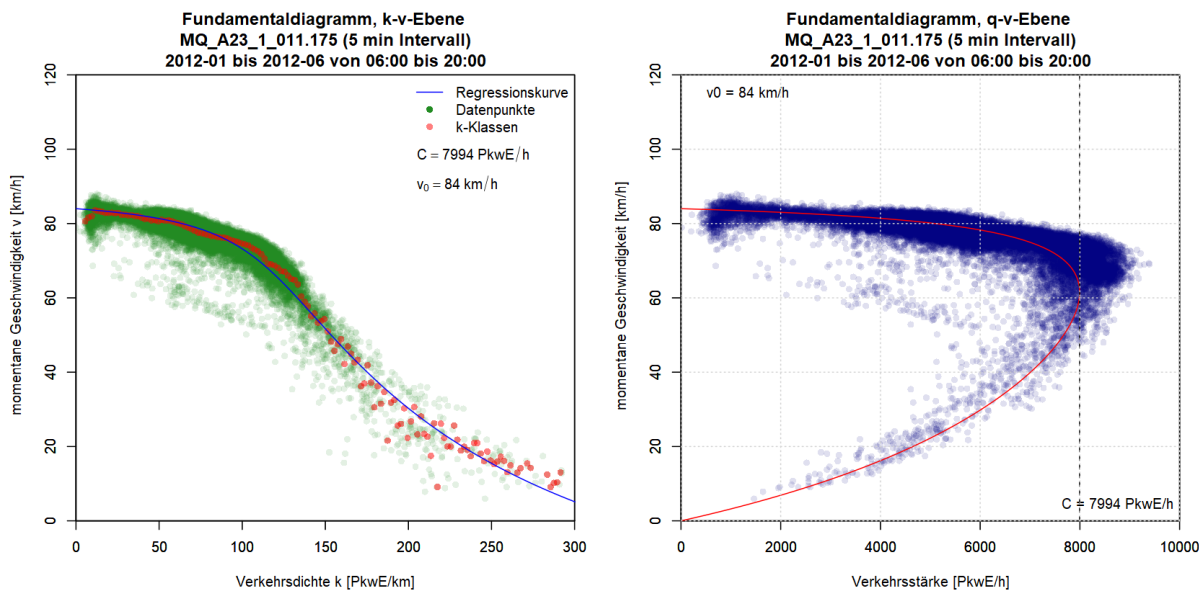 Fundamentaldiagramm, k-v-Ebene
MQ_A23_1_011.175 (5 min Intervall)
2012-01 bis 2012-06 von 06:00 bis 20:00
momentane Geschwindigkeit v [km/h]
120
100
80
60
40
20
0
Regressionskurve
Datenpunkte
k-Klassen
C = 7994 PkwE/h
v0 = 84 km/h
0 50 100 150 200 250 300
Verkehrsdichte k [PkwE/km]
Fundamentaldiagramm, q-v-Ebene
MQ_A23_1_011.175 (5 min Intervall)
2012-01 bis 2012-06 von 06:00 bis 20:00
momentane Geschwindigkeit [km/h]
120
100
80
60
40
20
0
v0 = 84 km/h
C = 7994 PkwE/h
0 2000 4000 6000 8000 10000
Verkehrsstärke [PkwE/h]